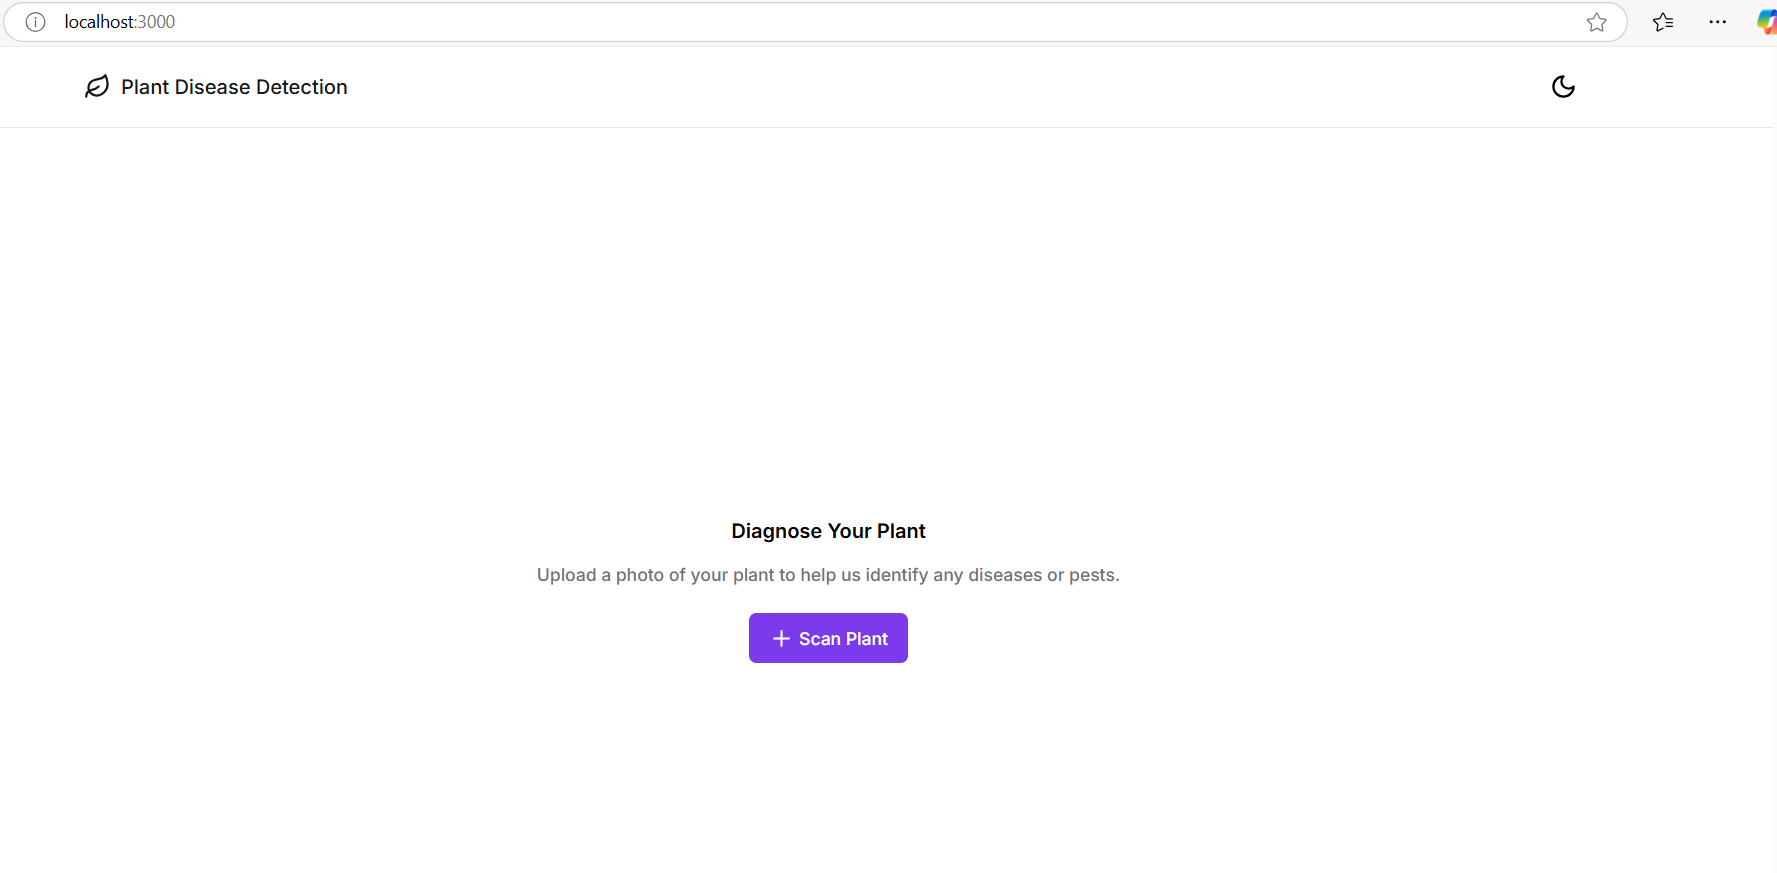 localhost:3000
Plant Disease Detection
Diagnose Your Plant
Upload a photo of your plant to help us identify any diseases or pests.
Scan Plant